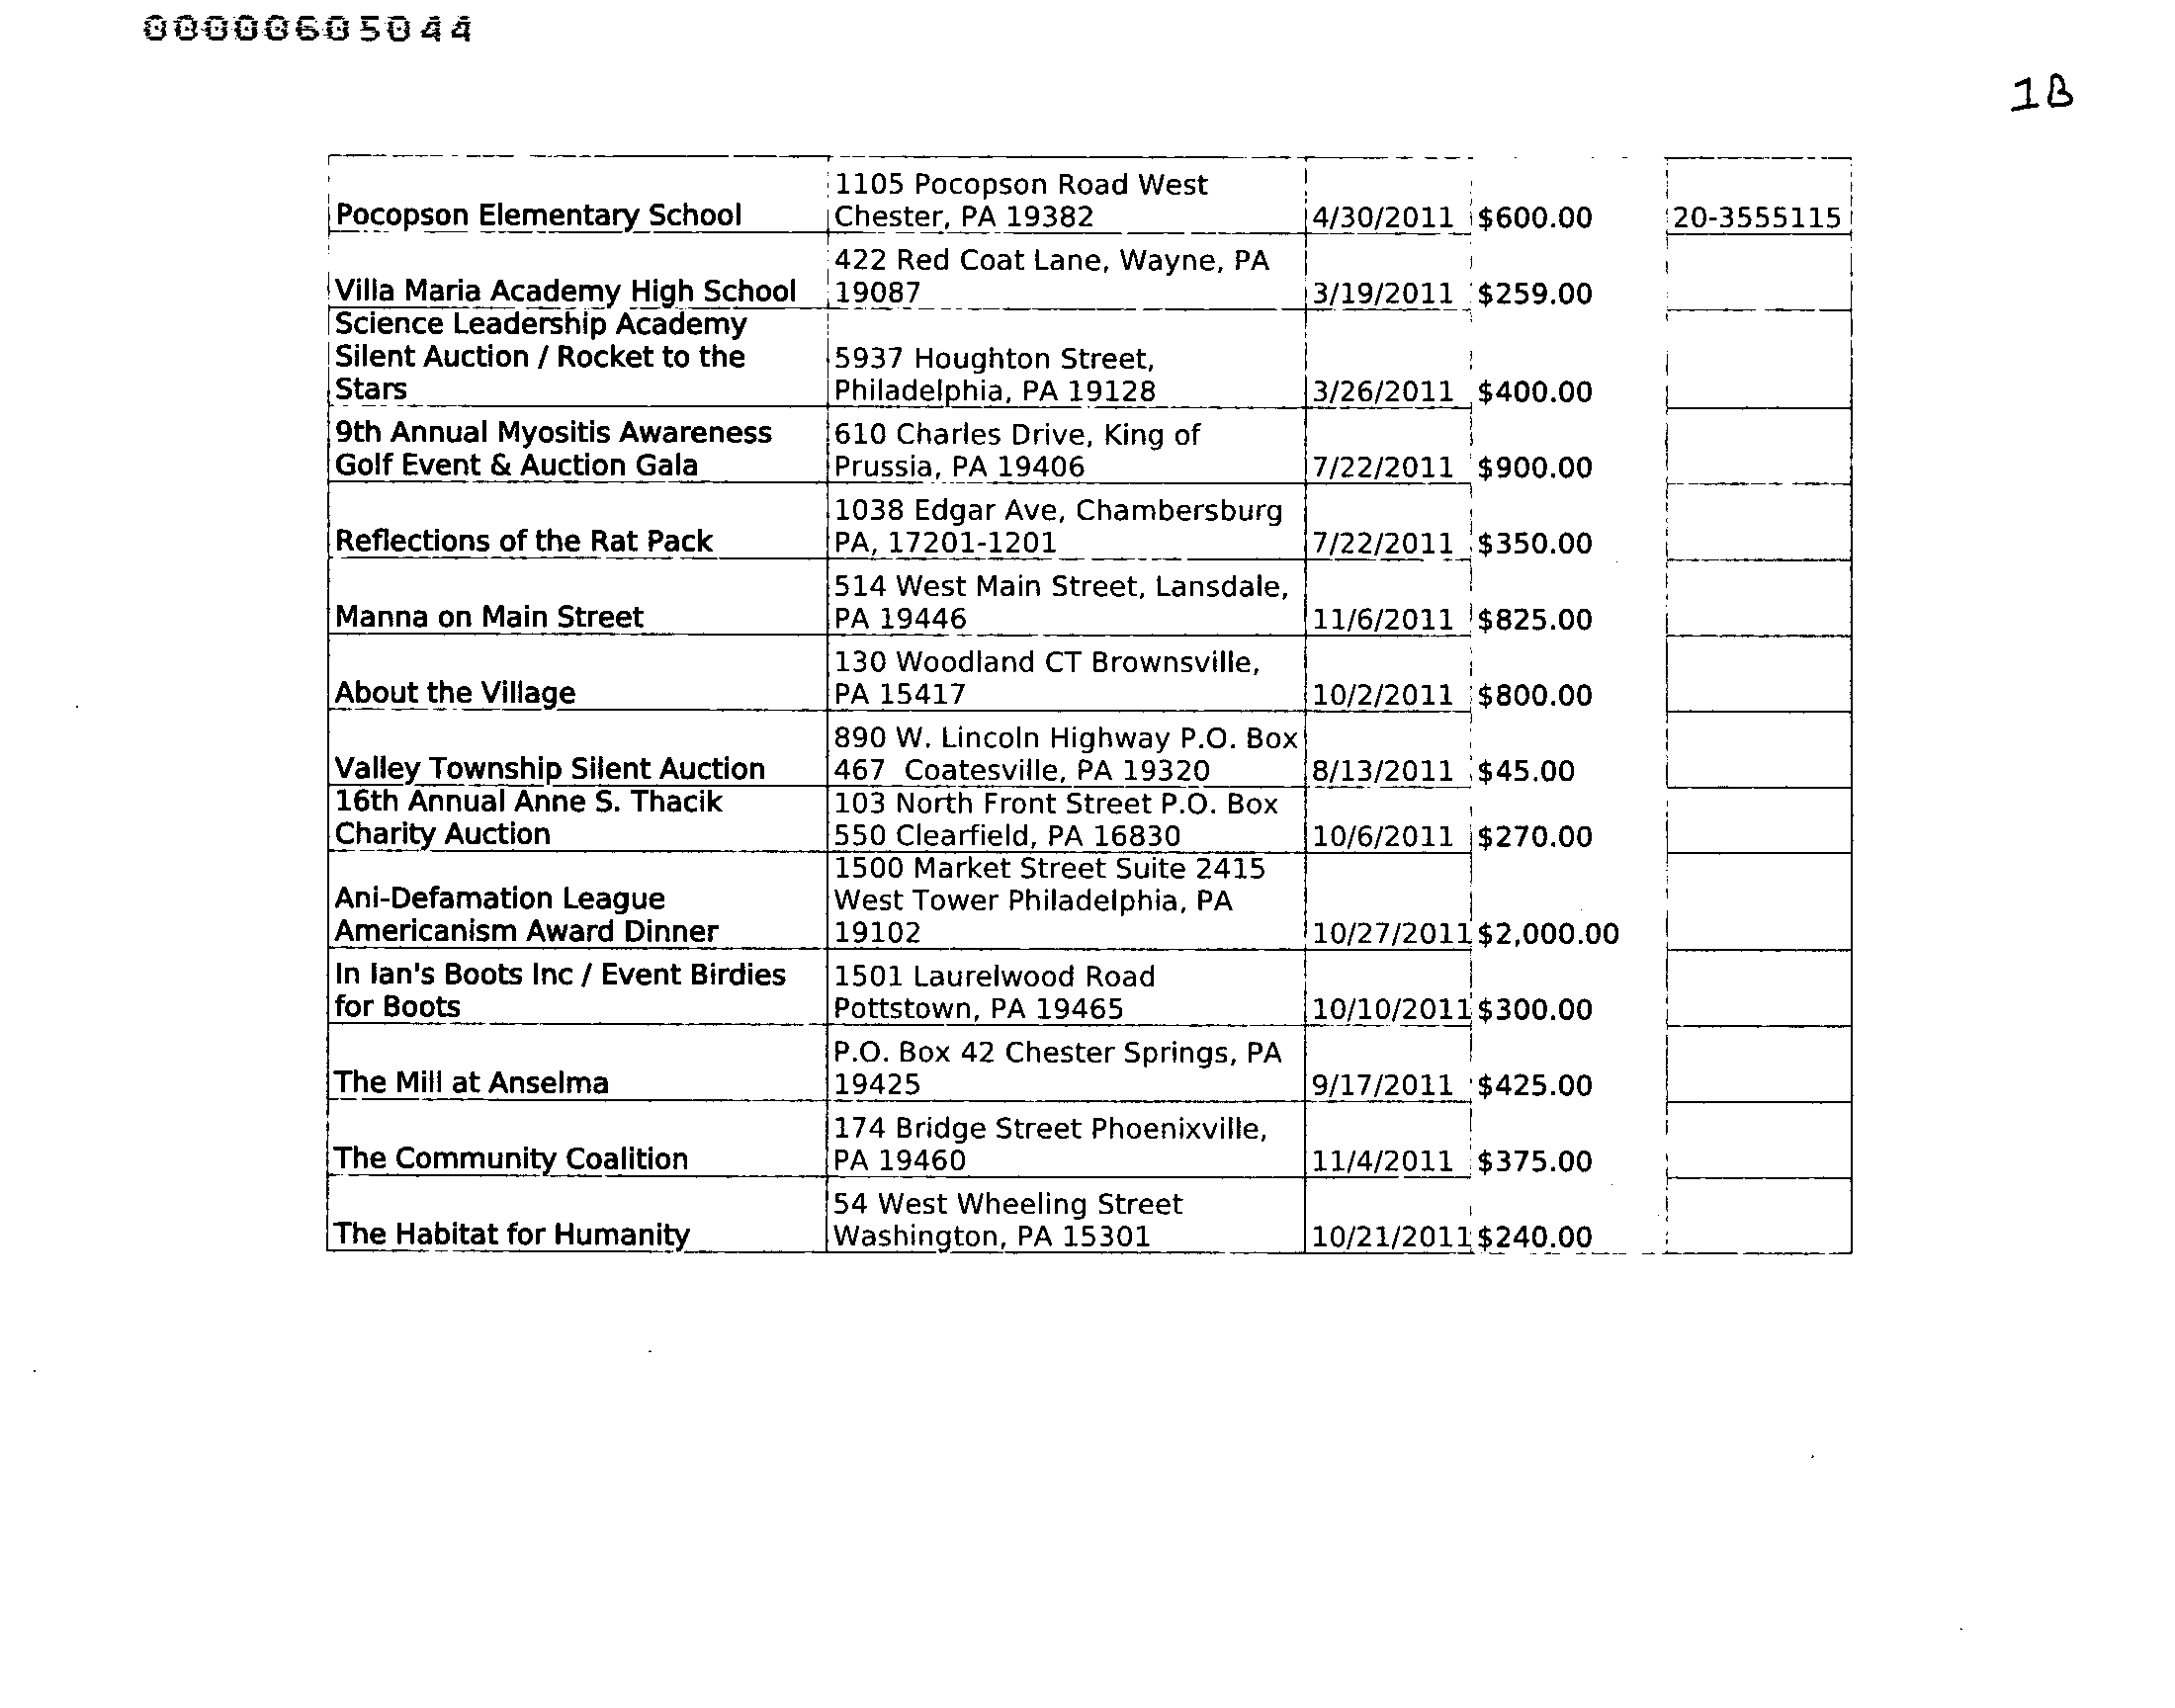 00000605044
1B
1105 Pocopson Road West
Pocopson Elementary School Chester, PA 19382 4/30/2011 $600.00 20-3555115
422 Red Coat Lane, Wayne, PA
Villa Maria Academy High School 19087 3/19/2011 $259.00
Science Leadership Academy
Silent Auction / Rocket to the 5937 Houghton Street,
Stars Philadelphia, PA 19128 3/26/2011 $400.00
9th Annual Myositis Awareness 610 Charles Drive, King of
Golf Event & Auction Gala Prussia, PA 19406 7/22/2011 $900.00
1038 Edgar Ave, Chambersburg
Reflections of the Rat Pack PA, 17201-1201 7/22/2011 $350.00
514 West Main Street, Lansdale,
Manna on Main Street PA 19446 11/6/2011 $825.00
130 Woodland CT Brownsville,
About the Village PA 15417 10/2/2011 $800.00
890 W. Lincoln Highway P.O. Box
Valley Township Silent Auction 467 Coatesville, PA 19320 8/13/2011 $45.00
16th Annual Anne S. Thacik 103 North Front Street P.O. Box
Charity Auction 550 Clearfield, PA 16830 10/6/2011 $270.00
1500 Market Street Suite 2415
Ani-Defamation League West Tower Philadelphia, PA
Americanism Award Dinner 19102 10/27/2011 $2,000.00
In Ian's Boots Inc / Event Birdies 1501 Laurelwood Road
for Boots Pottstown, PA 19465 10/10/2011 $300.00
P.O. Box 42 Chester Springs, PA
The Mill at Anselma 19425 9/17/2011 $425.00
174 Bridge Street Phoenixville,
The Community Coalition PA 19460 11/4/2011 $375.00
54 West Wheeling Street
The Habitat for Humanity Washington, PA 15301 10/21/2011 $240.00